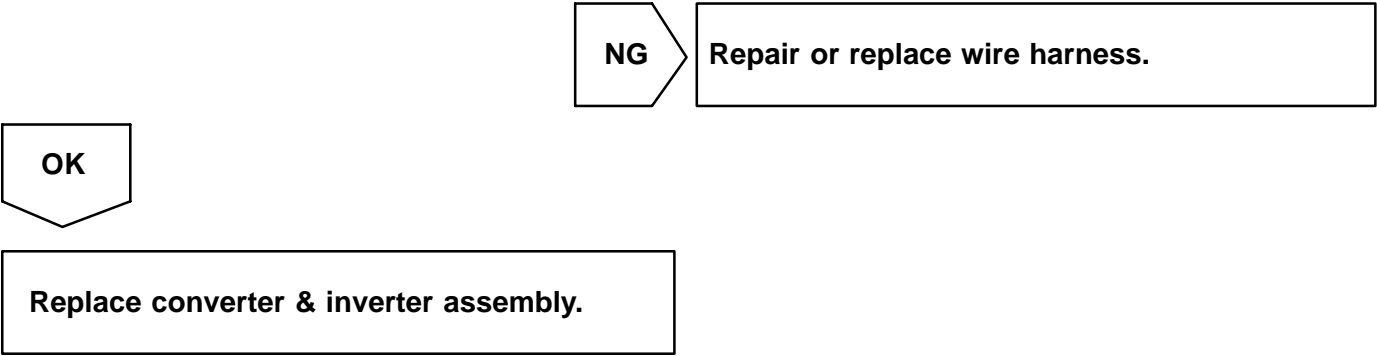 NG
Repair or replace wire harness.
OK
Replace converter & inverter assembly.